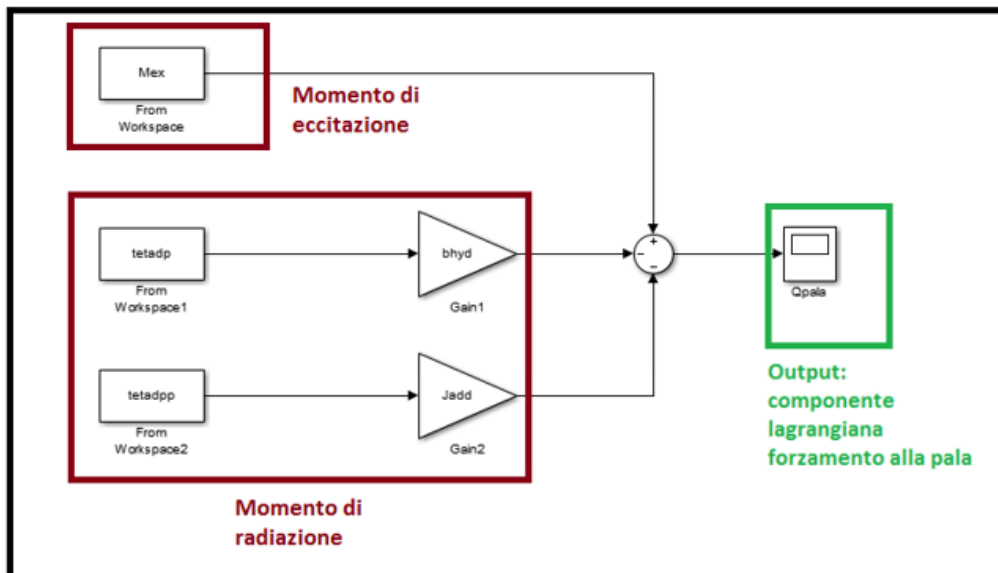 Mex
From
Workspace
Momento di
eccitazione
+
−
−
tetadp
From
Workspace1
bhyd
Gain1
Qpala
tetadpp
From
Workspace2
Jadd
Gain2
Output:
componente
lagrangiana
forzamento alla pala
Momento di
radiazione